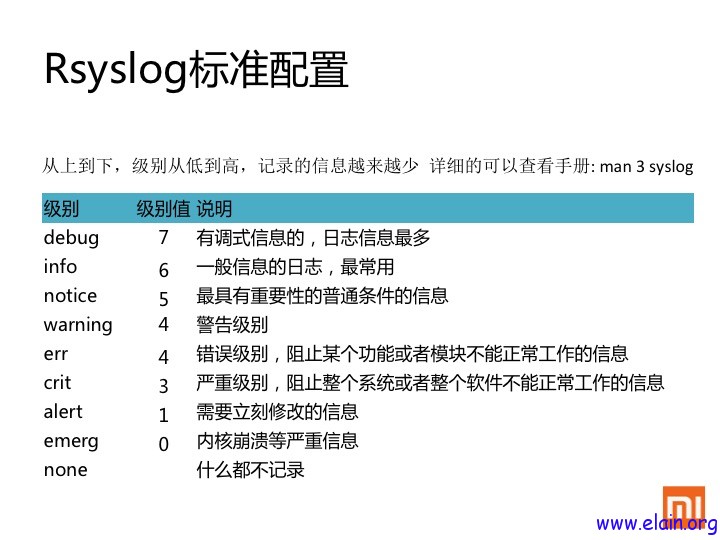 Rsyslog标准配置
从上到下，级别从低到高，记录的信息越来越少 详细的可以查看手册: man 3 syslog
级别 级别值 说明
debug 7 有调式信息的，日志信息最多
info 6 一般信息的日志，最常用
notice 5 最具有重要性的普通条件的信息
warning 4 警告级别
err 4 错误级别，阻止某个功能或者模块不能正常工作的信息
crit 3 严重级别，阻止整个系统或者整个软件不能正常工作的信息
alert 1 需要立刻修改的信息
emerg 0 内核崩溃等严重信息
none 什么都不记录
mi
www.elain.org